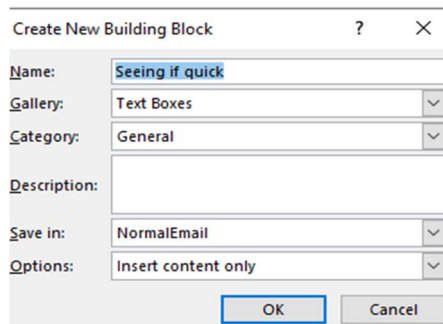 Create New Building Block ? ×
Name: Seeing if quick
Gallery: Text Boxes
Category: General
Description:
Save in: NormalEmail
Options: Insert content only
OK Cancel